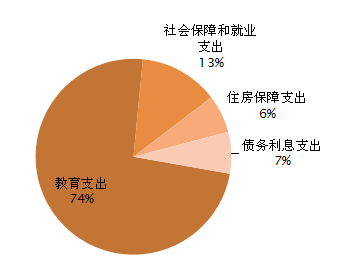 社会保障和就业
支出
13%
住房保障支出
6%
债务利息支出
7%
教育支出
74%